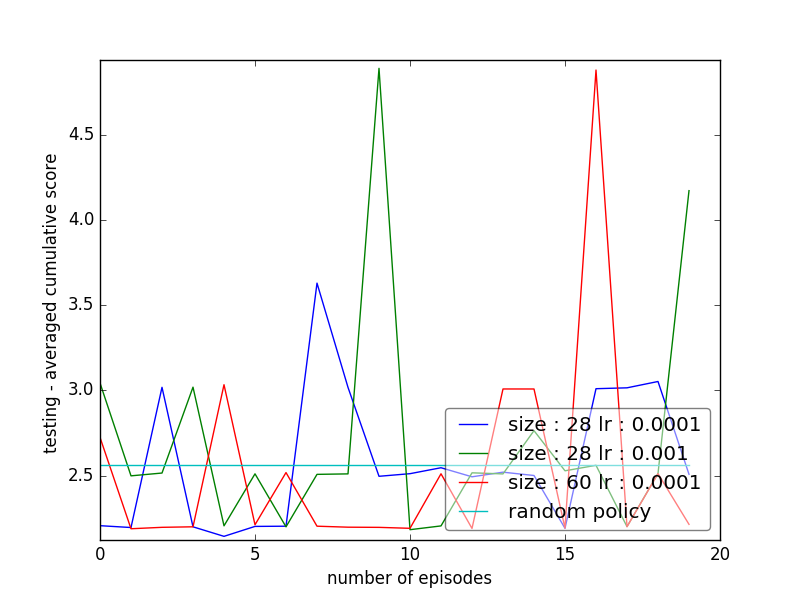 4.5
4.0
3.5
3.0
2.5
testing - averaged cumulative score
size : 28 lr : 0.0001
size : 28 lr : 0.001
size : 60 lr : 0.0001
random policy
0 5 10 15 20
number of episodes